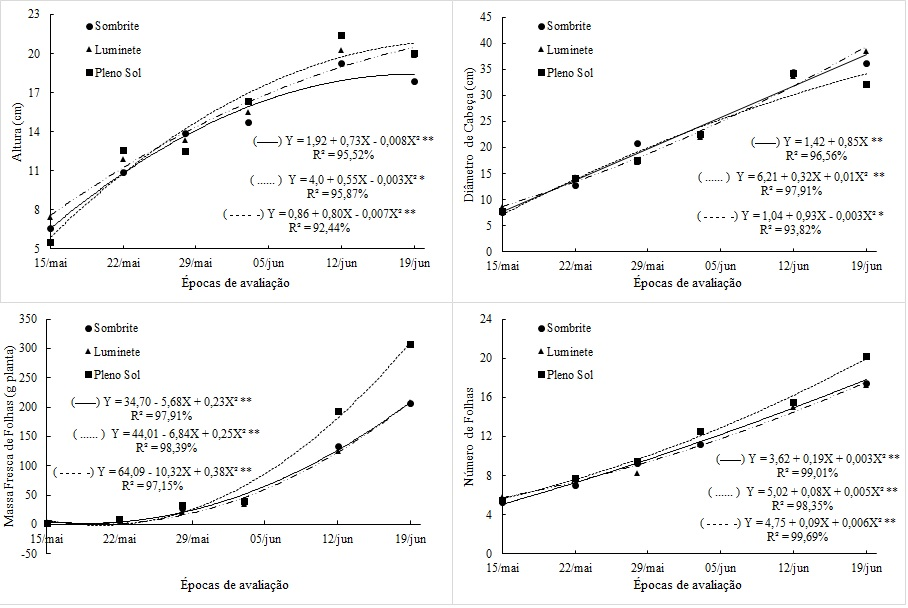 23
20
17
14
11
8
5
Altura (cm)
Sombrite
Luminete
Pleno Sol
(——) Y = 1,92 + 0,73X - 0,008X² **
R² = 95,52%
( ...... ) Y = 4,0 + 0,55X - 0,003X² *
R² = 95,87%
( - - - - -) Y = 0,86 + 0,80X - 0,007X² **
R² = 92,44%
15/mai 22/mai 29/mai 05/jun 12/jun 19/jun
Épocas de avaliação
45
40
35
30
25
20
15
10
5
0
Diâmetro de Cabeça (cm)
Sombrite
Luminete
Pleno Sol
(——) Y = 1,42 + 0,85X **
R² = 96,56%
( ...... ) Y = 6,21 + 0,32X + 0,01X² **
R² = 97,91%
( - - - - -) Y = 1,04 + 0,93X - 0,003X² *
R² = 93,82%
15/mai 22/mai 29/mai 05/jun 12/jun 19/jun
Épocas de avaliação
350
300
250
200
150
100
50
0
-50
Massa Fresca de Folhas (g planta)
Sombrite
Luminete
Pleno Sol
(——) Y = 34,70 - 5,68X + 0,23X² **
R² = 97,91%
( ...... ) Y = 44,01 - 6,84X + 0,25X² **
R² = 98,39%
( - - - - -) Y = 64,09 - 10,32X + 0,38X² **
R² = 97,15%
15/mai 22/mai 29/mai 05/jun 12/jun 19/jun
Épocas de avaliação
24
20
16
12
8
4
0
Número de Folhas
Sombrite
Luminete
Pleno Sol
(——) Y = 3,62 + 0,19X + 0,003X² **
R² = 99,01%
( ...... ) Y = 5,02 + 0,08X + 0,005X² **
R² = 98,35%
( - - - - -) Y = 4,75 + 0,09X + 0,006X² **
R² = 99,69%
15/mai 22/mai 29/mai 05/jun 12/jun 19/jun
Épocas de avaliação